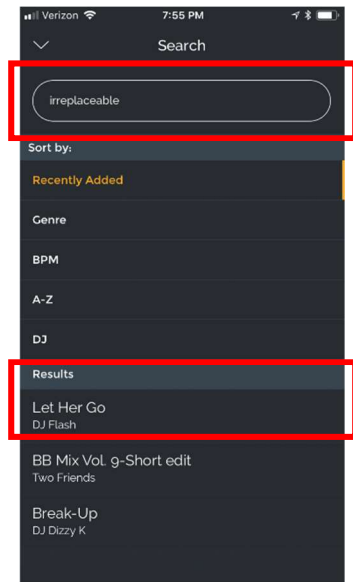 Verizon 7:55 PM
Search
irreplaceable
Sort by:
Recently Added
Genre
BPM
A-Z
DJ
Results
Let Her Go
DJ Flash
BB Mix Vol. 9-Short edit
Two Friends
Break-Up
DJ Dizzy K